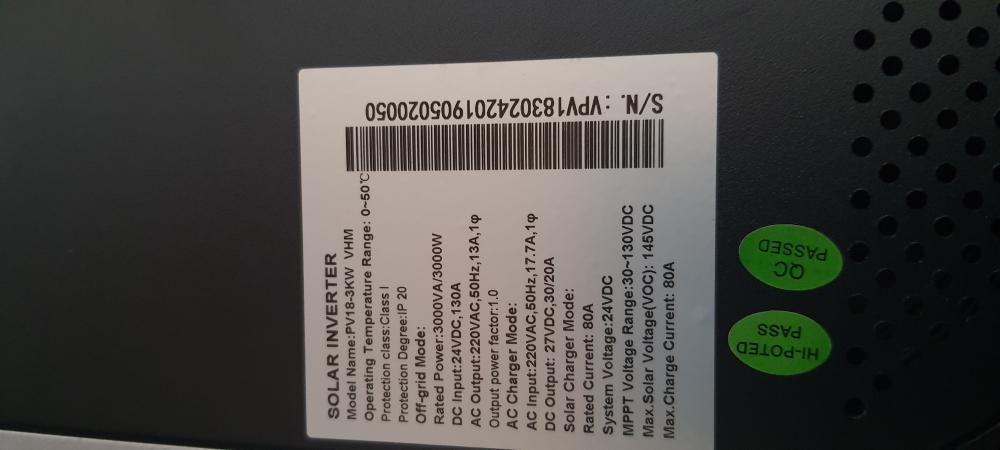 SOLAR INVERTER
Model Name:PV18-3KW VHM
Operating Temperature Range: 0~50℃
Protection class:Class I
Protection Degree:IP 20
Off-grid Mode:
Rated Power:3000VA/3000W
DC Input:24VDC,130A
AC Output:220VAC,50Hz,13A,1φ
Output power factor:1.0
AC Charger Mode:
AC Input:220VAC,50Hz,17.7A,1φ
DC Output: 27VDC,30/20A
Solar Charger Mode:
Rated Current: 80A
System Voltage:24VDC
MPPT Voltage Range:30~130VDC
Max.Solar Voltage(VOC): 145VDC
Max.Charge Current: 80A
S/N. : VPV183024201905020050
HI-POTED
PASS
QC
PASSED